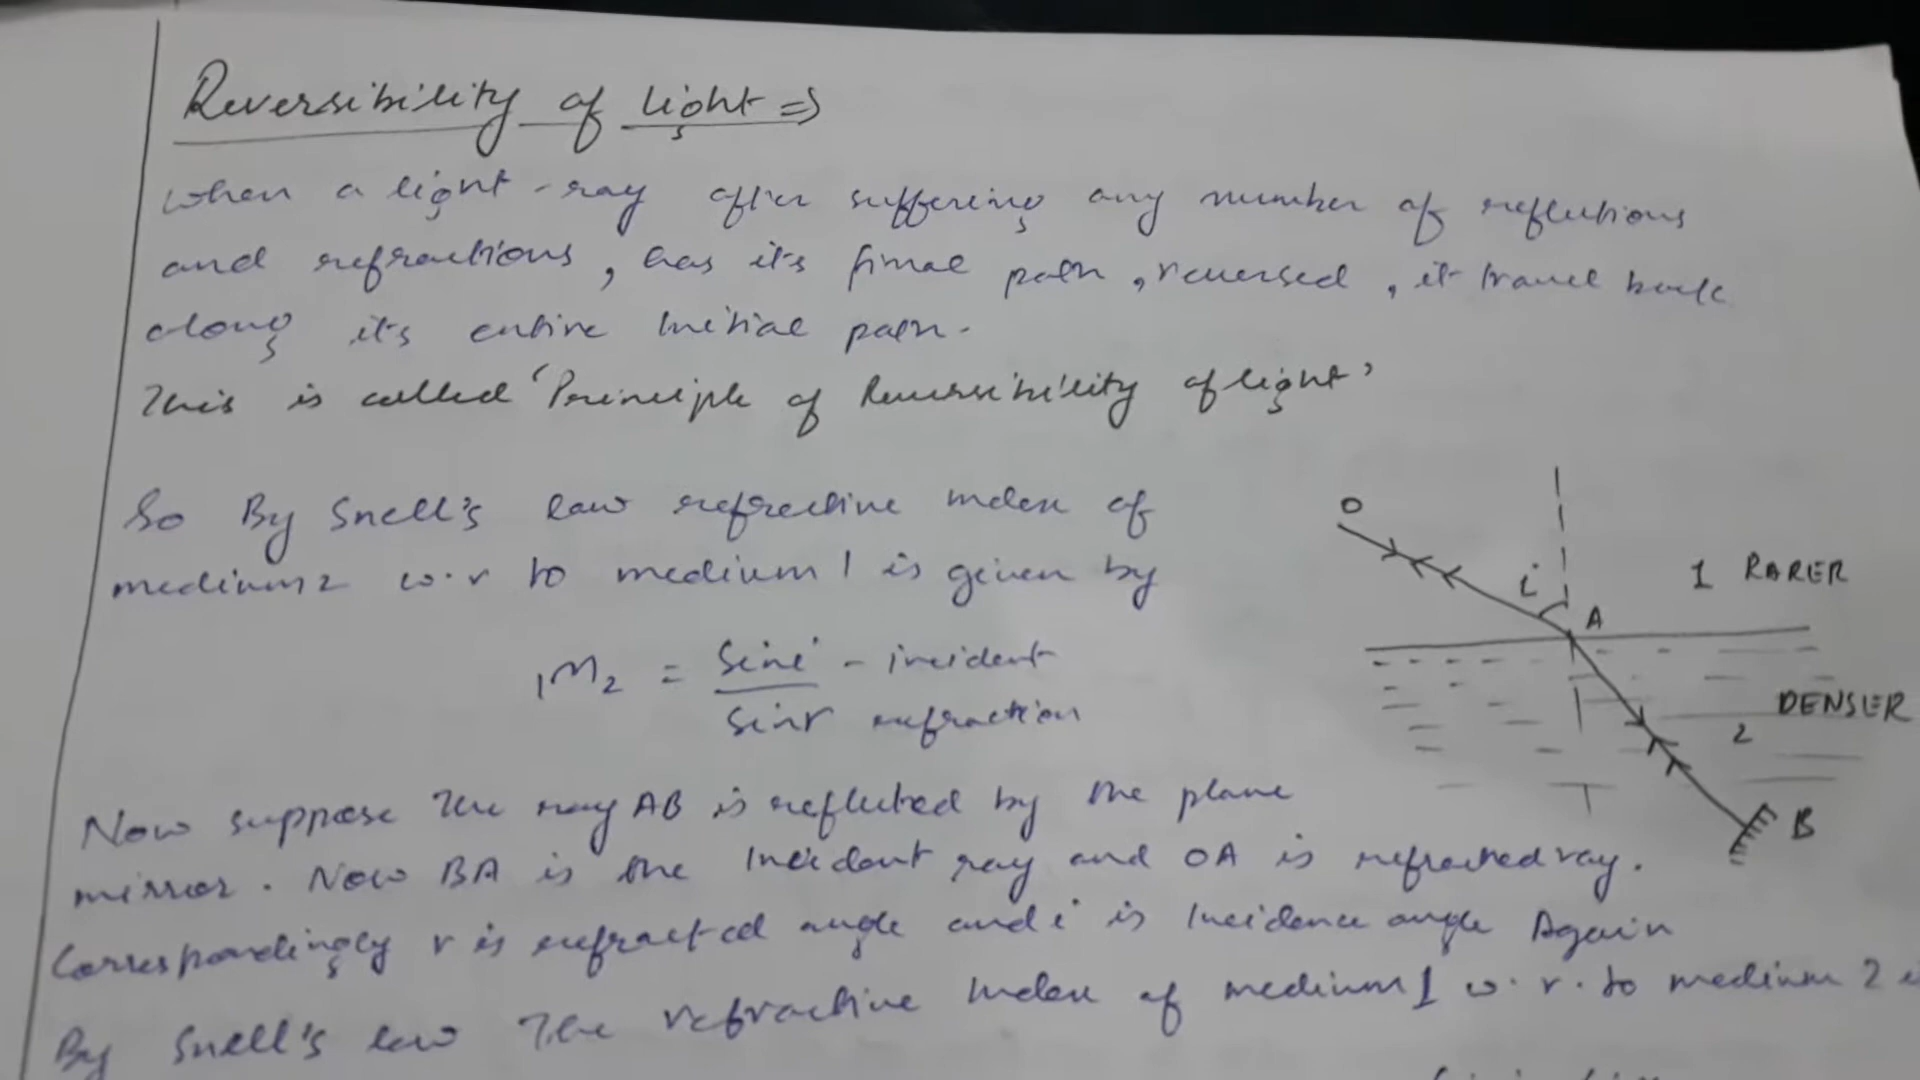 Reversibility of light ⇒
When a light-ray after suffering any number of reflections
and refractions, has its final path, reversed, it travel back
along its entire initial path.
This is called 'Principle of Reversibility of light'
So By Snell's law refractive index of
medium 2 w.r to medium 1 is given by
₁μ₂ = sin i - incident
sin r refraction
O
i
A
1 RARER
DENSER
2
B
Now suppose the ray AB is reflected by the plane
mirror. Now BA is the Incident ray and OA is refracted ray.
Correspondingly r is refracted angle and i is Incidence angle Again
By Snell's law The refractive Index of medium 1 w.r.to medium 2